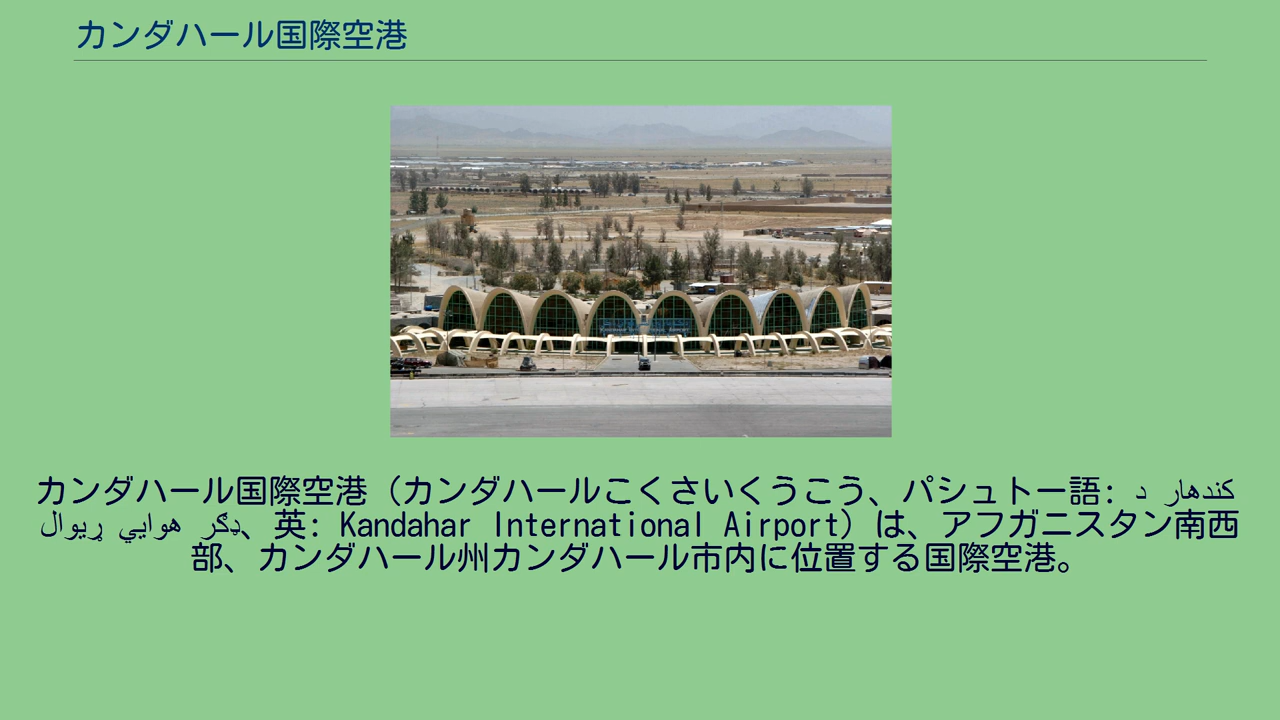 カンダハール国際空港
KANDAHAR INTERNATIONAL AIRPORT
カンダハール国際空港（カンダハールこくさいくうこう、パシュトー語: د کندهار
نړیوال هوايي ډګر、英: Kandahar International Airport）は、アフガニスタン南西
部、カンダハール州カンダハール市内に位置する国際空港。